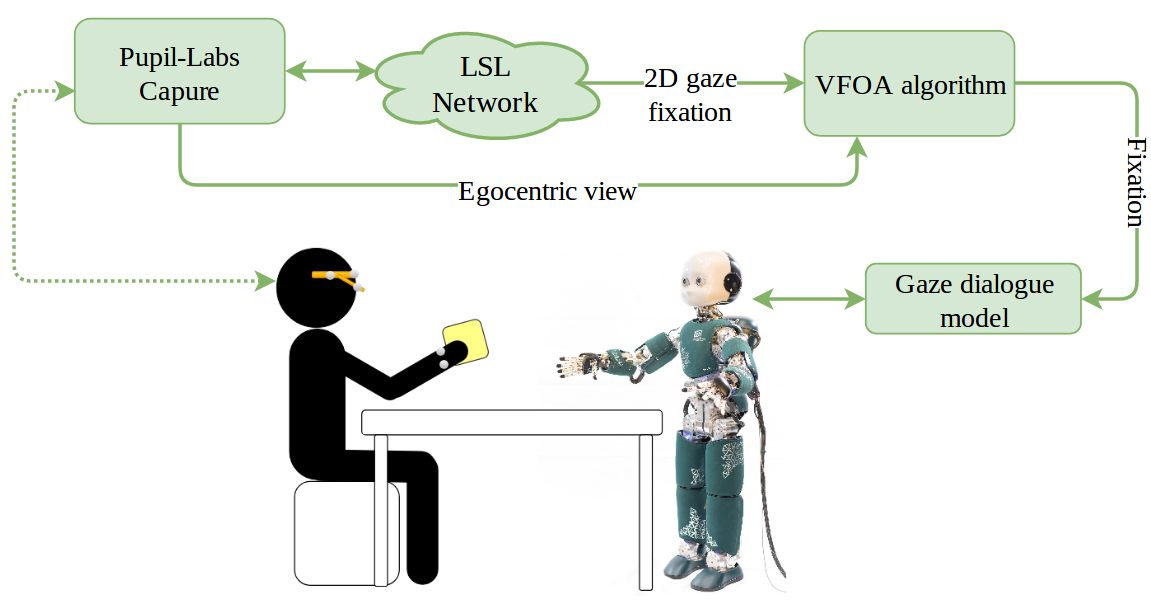 Pupil-Labs
Capure
LSL
Network
2D gaze
fixation
VFOA algorithm
Egocentric view
Fixation
Gaze dialogue
model